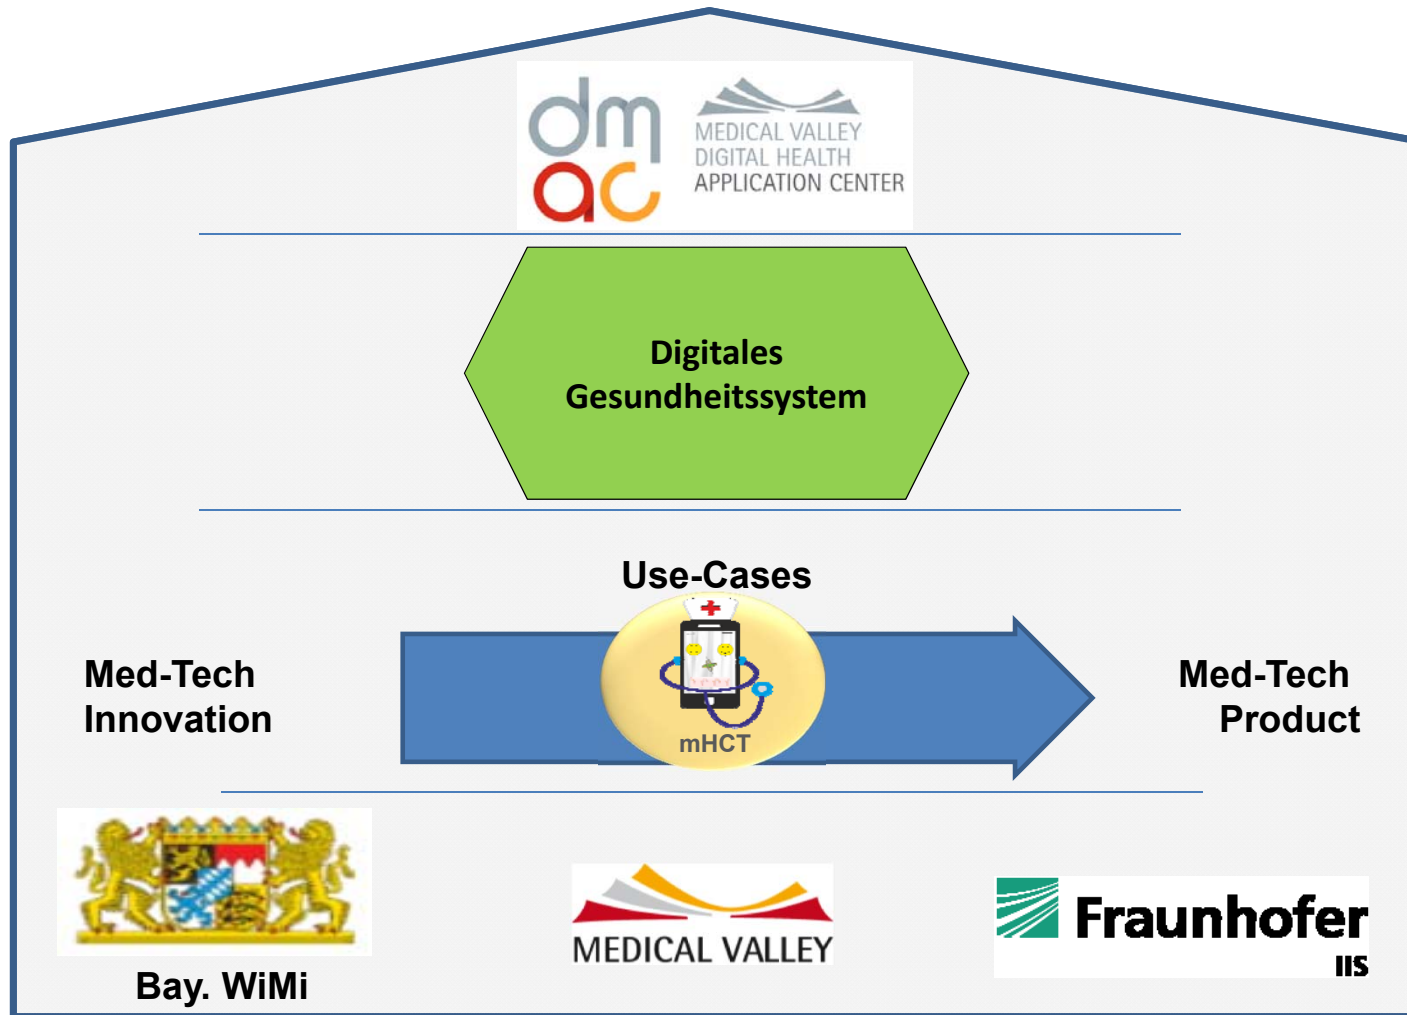 dm
ac
MEDICAL VALLEY
DIGITAL HEALTH
APPLICATION CENTER
Digitales
Gesundheitssystem
Use-Cases
Med-Tech
Innovation
mHCT
Med-Tech
Product
Bay. WiMi
MEDICAL VALLEY
Fraunhofer
IIS